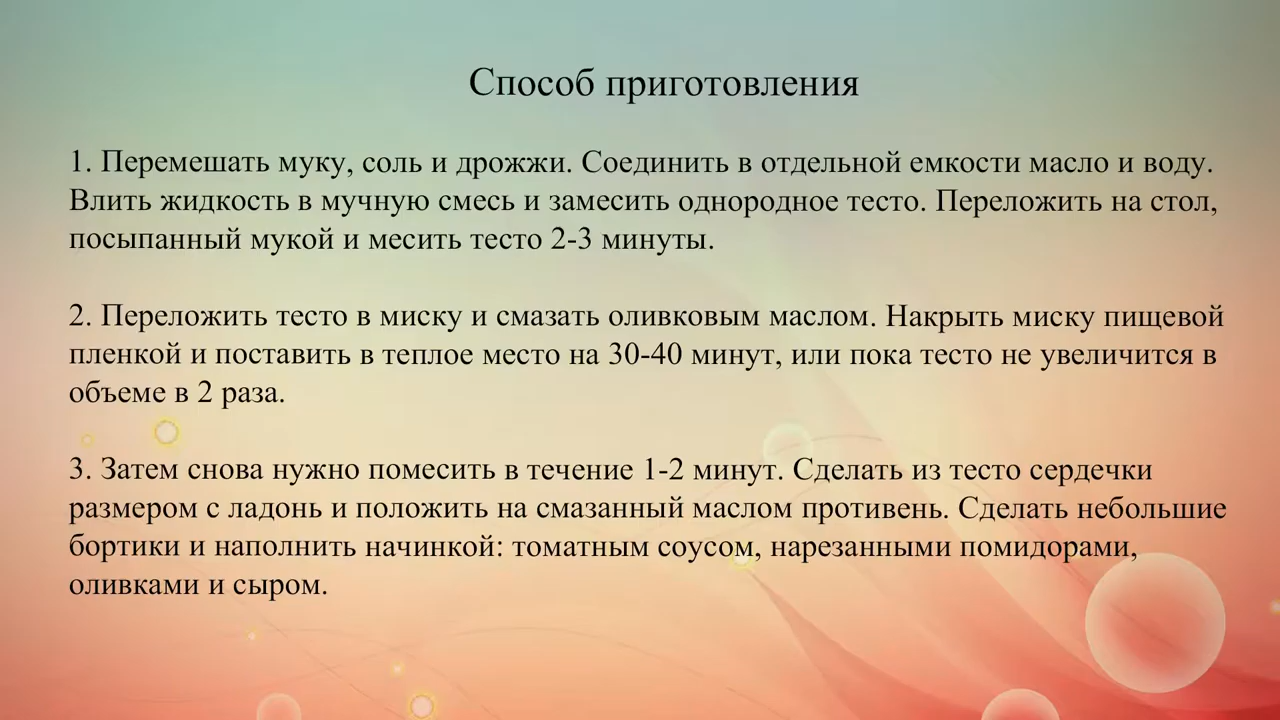 Способ приготовления
1. Перемешать муку, соль и дрожжи. Соединить в отдельной емкости масло и воду.
Влить жидкость в мучную смесь и замесить однородное тесто. Переложить на стол,
посыпанный мукой и месить тесто 2-3 минуты.
2. Переложить тесто в миску и смазать оливковым маслом. Накрыть миску пищевой
пленкой и поставить в теплое место на 30-40 минут, или пока тесто не увеличится в
объеме в 2 раза.
3. Затем снова нужно помесить в течение 1-2 минут. Сделать из тесто сердечки
размером с ладонь и положить на смазанный маслом противень. Сделать небольшие
бортики и наполнить начинкой: томатным соусом, нарезанными помидорами,
оливками и сыром.